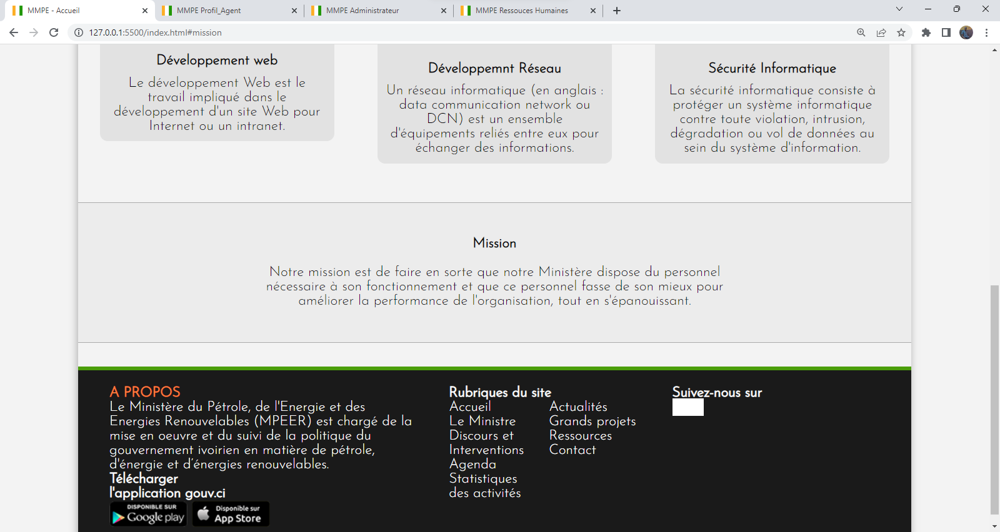 MMPE - Accueil
MMPE Profil_Agent
MMPE Administrateur
MMPE Ressouces Humaines
127.0.0.1:5500/index.html#mission
Développement web
Le développement Web est le
travail impliqué dans le
développement d'un site Web pour
Internet ou un intranet.
Développemnt Réseau
Un réseau informatique (en anglais :
data communication network ou
DCN) est un ensemble
d'équipements reliés entre eux pour
échanger des informations.
Sécurité Informatique
La sécurité informatique consiste à
protéger un système informatique
contre toute violation, intrusion,
dégradation ou vol de données au
sein du système d'information.
Mission
Notre mission est de faire en sorte que notre Ministère dispose du personnel
nécessaire à son fonctionnement et que ce personnel fasse de son mieux pour
améliorer la performance de l'organisation, tout en s'épanouissant.
A PROPOS
Le Ministère du Pétrole, de l'Energie et des
Energies Renouvelables (MPEER) est chargé de la
mise en oeuvre et du suivi de la politique du
gouvernement ivoirien en matière de pétrole,
d'énergie et d’énergies renouvelables.
Télécharger
l'application gouv.ci
DISPONIBLE SUR
Google play
Disponible sur
App Store
Rubriques du site
Accueil
Le Ministre
Discours et
Interventions
Agenda
Statistiques
des activités
Actualités
Grands projets
Ressources
Contact
Suivez-nous sur